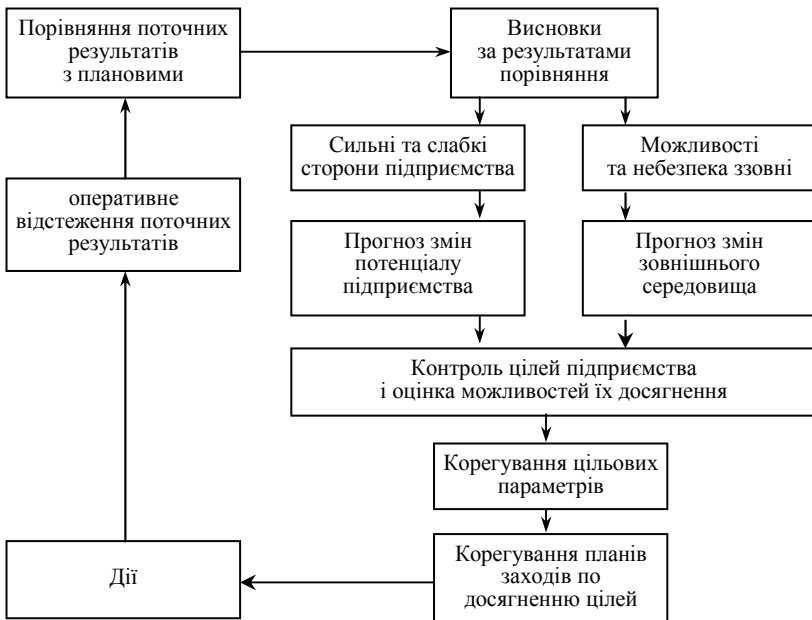 Порівняння поточних
результатів
з плановими
Висновки
за результатами
порівняння
Сильні та слабкі
сторони підприємства
Можливості
та небезпека ззовні
оперативне
відстеження поточних
результатів
Прогноз змін
потенціалу
підприємства
Прогноз змін
зовнішнього
середовища
Контроль цілей підприємства
і оцінка можливостей їх досягнення
Корегування цільових
параметрів
Корегування планів
заходів по
досягненню цілей
Дії